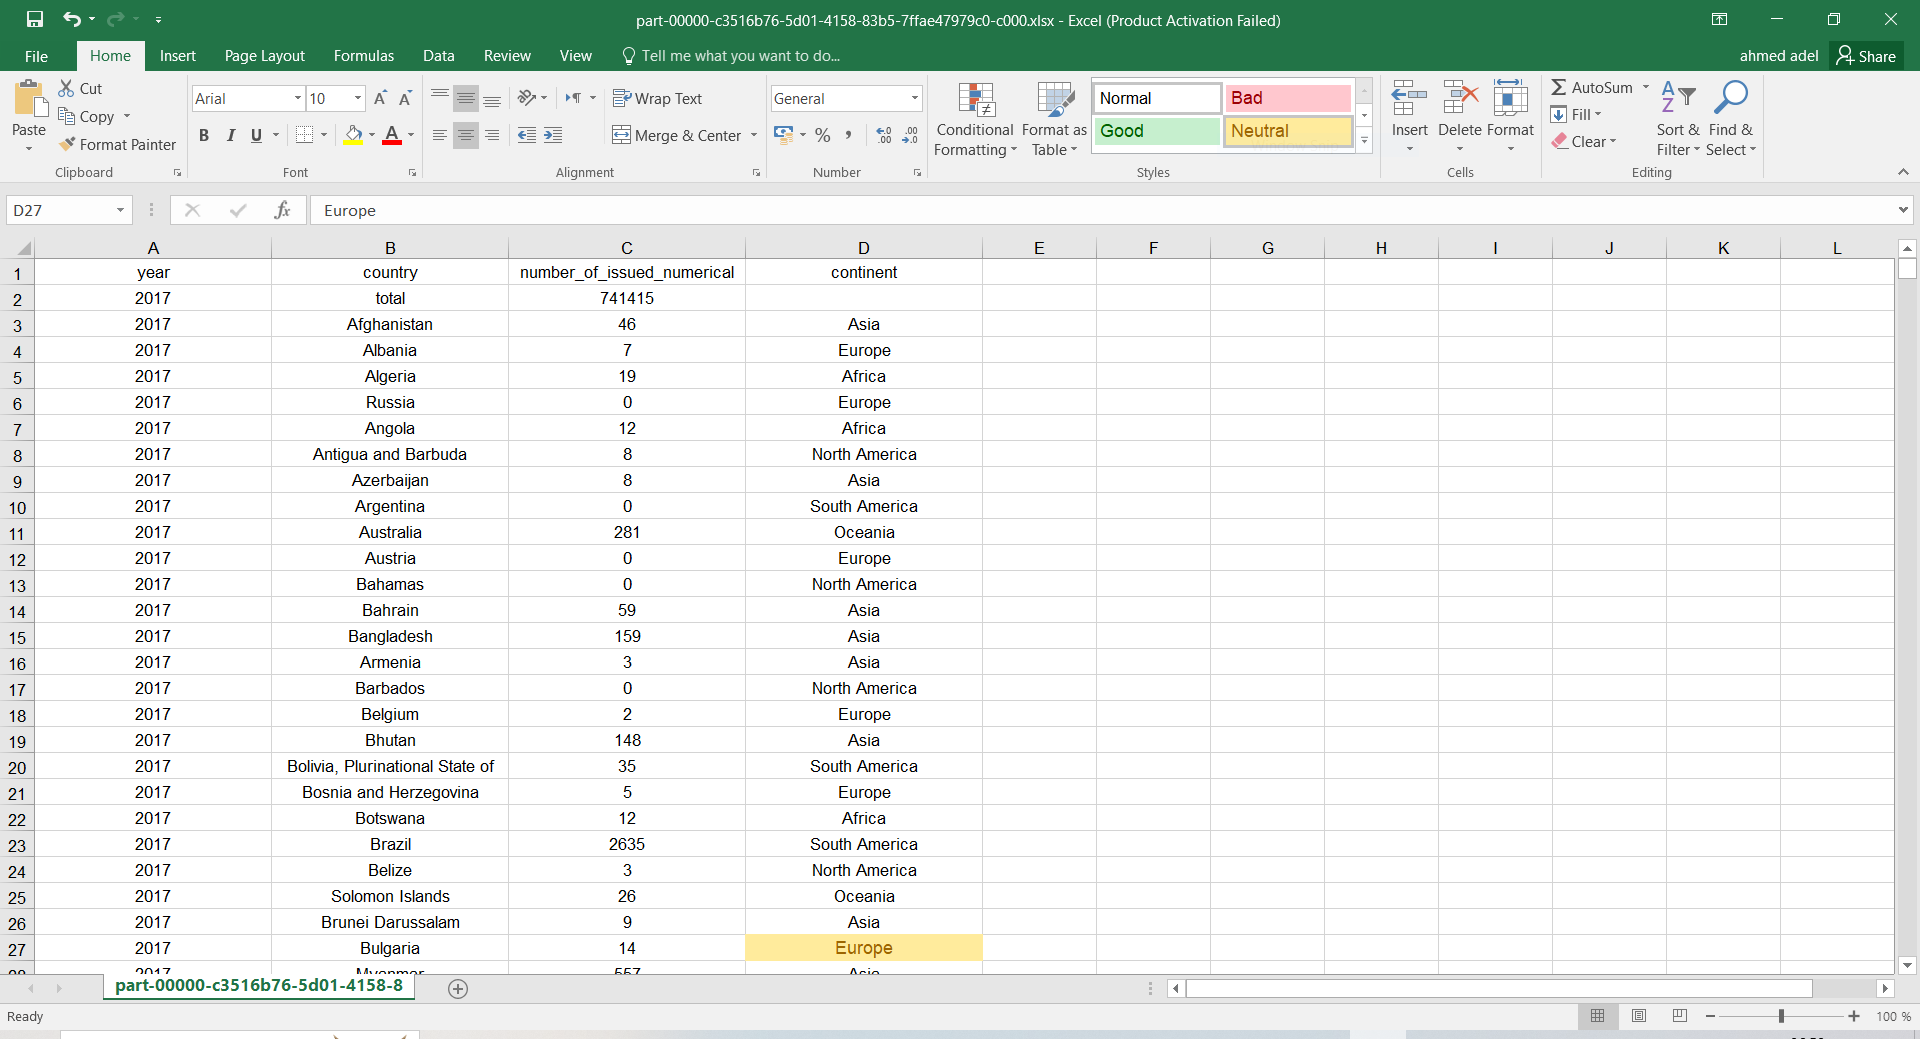 part-00000-c3516b76-5d01-4158-83b5-7ffae47979c0-c000.xlsx - Excel (Product Activation Failed)
File Home Insert Page Layout Formulas Data Review View Tell me what you want to do... ahmed adel Share
Paste
Cut
Copy
Format Painter
Clipboard
Arial 10
B I U A
Font
Wrap Text
Merge & Center
Alignment
General
%
Number
Conditional Formatting
Format as Table
Normal Bad
Good Neutral
Styles
Insert Delete Format
Cells
AutoSum
Fill
Clear
Sort & Filter
Find & Select
Editing
D27 fx Europe
A B C D E F G H I J K L
1 year country number_of_issued_numerical continent
2 2017 total 741415
3 2017 Afghanistan 46 Asia
4 2017 Albania 7 Europe
5 2017 Algeria 19 Africa
6 2017 Russia 0 Europe
7 2017 Angola 12 Africa
8 2017 Antigua and Barbuda 8 North America
9 2017 Azerbaijan 8 Asia
10 2017 Argentina 0 South America
11 2017 Australia 281 Oceania
12 2017 Austria 0 Europe
13 2017 Bahamas 0 North America
14 2017 Bahrain 59 Asia
15 2017 Bangladesh 159 Asia
16 2017 Armenia 3 Asia
17 2017 Barbados 0 North America
18 2017 Belgium 2 Europe
19 2017 Bhutan 148 Asia
20 2017 Bolivia, Plurinational State of 35 South America
21 2017 Bosnia and Herzegovina 5 Europe
22 2017 Botswana 12 Africa
23 2017 Brazil 2635 South America
24 2017 Belize 3 North America
25 2017 Solomon Islands 26 Oceania
26 2017 Brunei Darussalam 9 Asia
27 2017 Bulgaria 14 Europe
28 2017 Myanmar 557 Asia
part-00000-c3516b76-5d01-4158-8
Ready 100 %